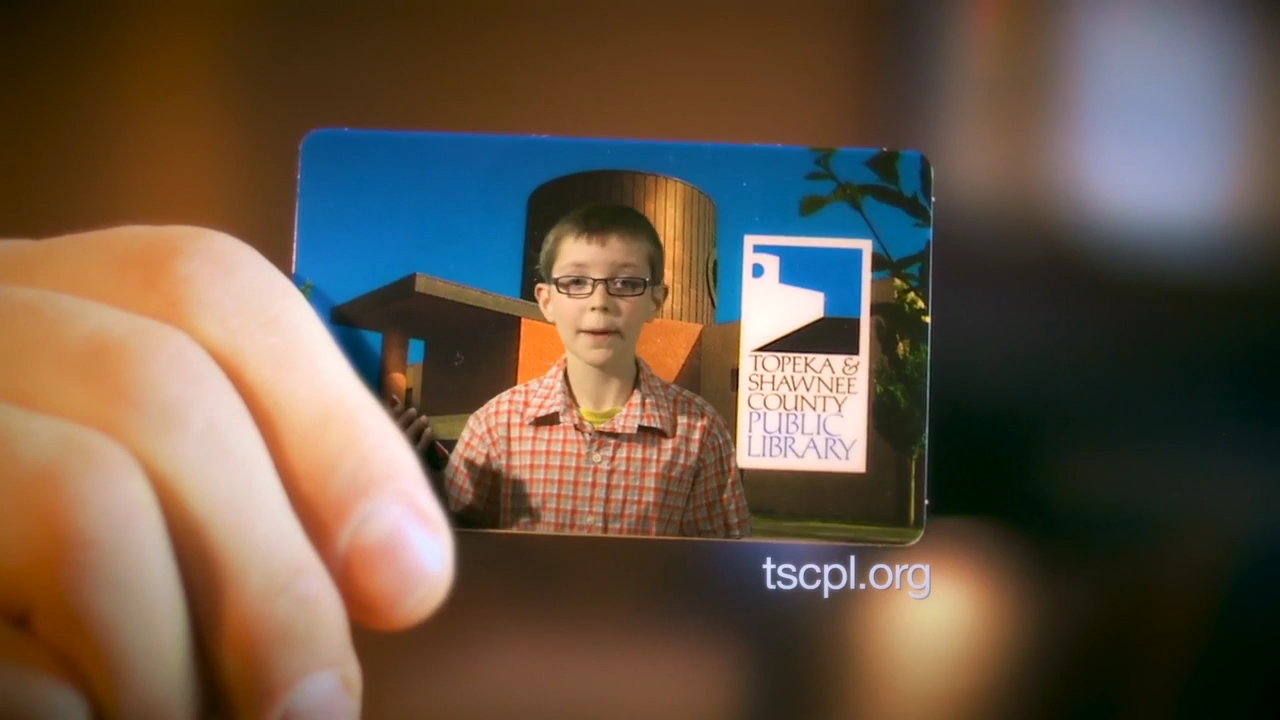 TOPEKA &
SHAWNEE
COUNTY
PUBLIC
LIBRARY
tscpl.org